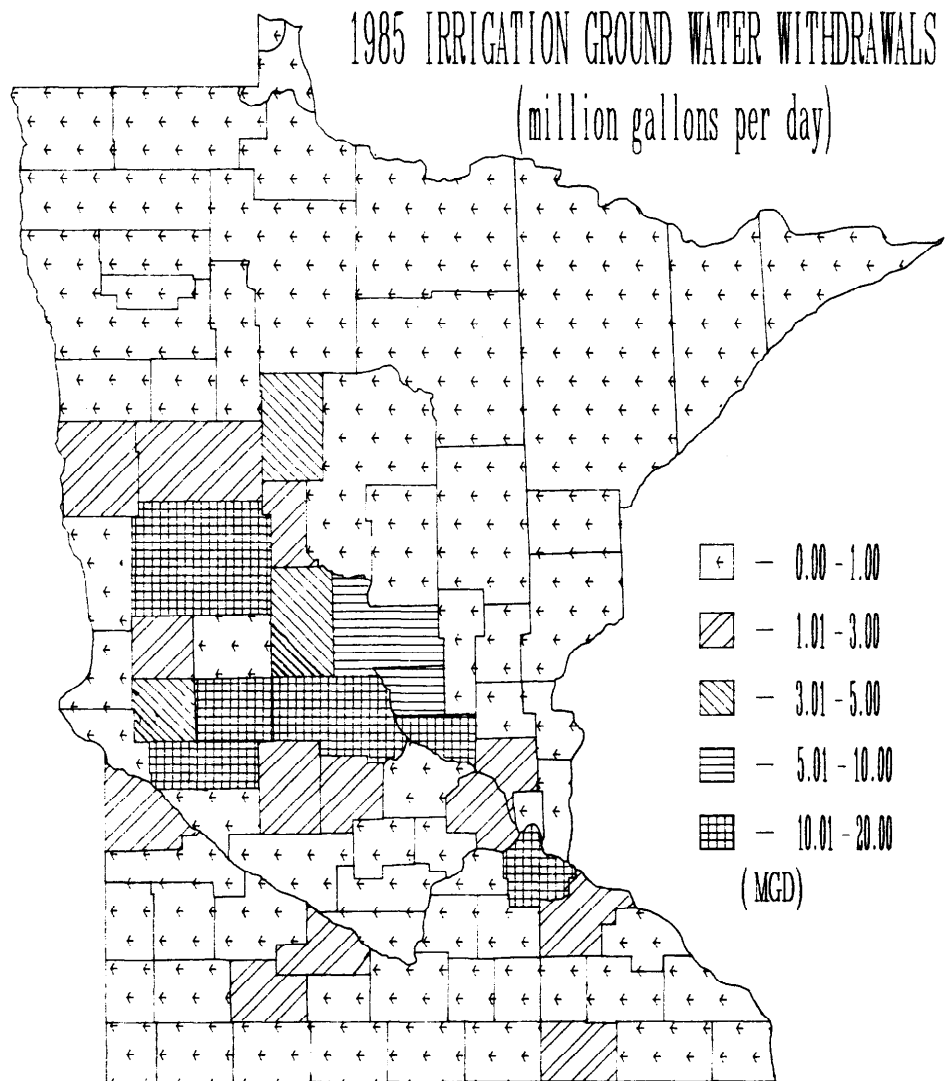 1985 IRRIGATION GROUND WATER WITHDRAWALS
(million gallons per day)
— 0.00 - 1.00
— 1.01 - 3.00
— 3.01 - 5.00
— 5.01 - 10.00
— 10.01 - 20.00
(MGD)